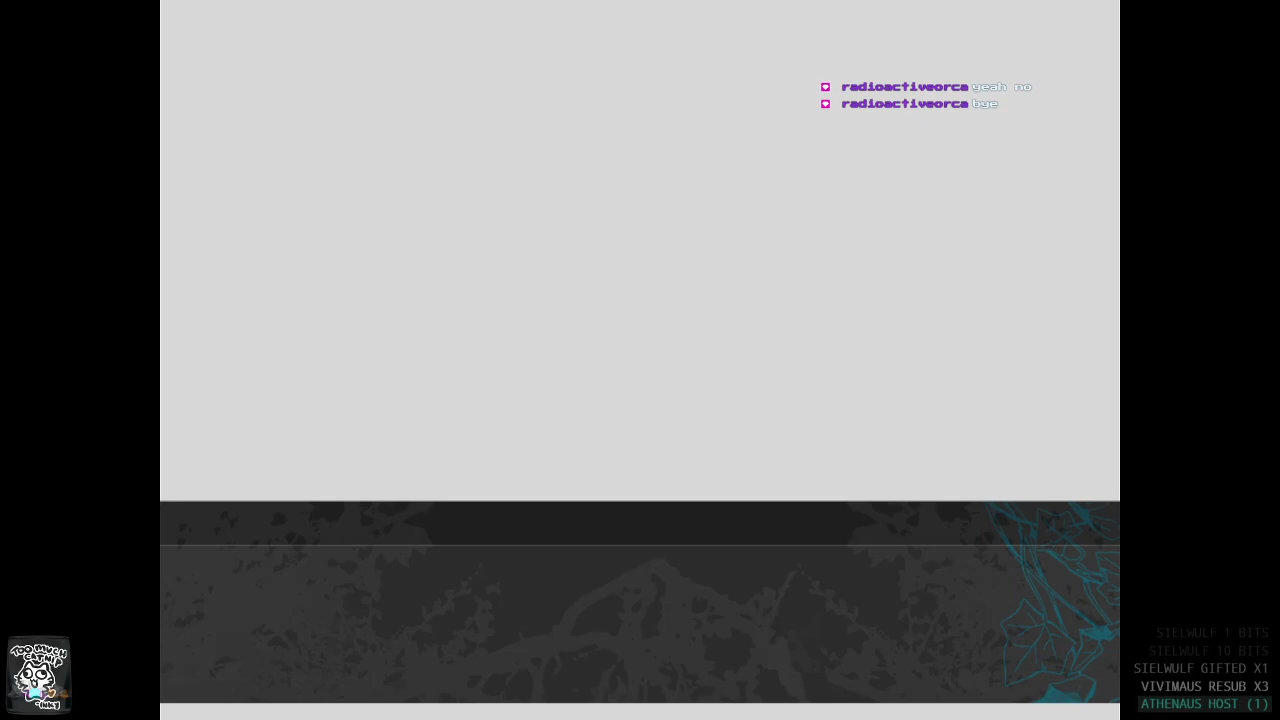 radioactiveorca yeah no
radioactiveorca bye
TOO MUCH
CATNIP
SIELWULF 1 BITS
SIELWULF 10 BITS
SIELWULF GIFTED X1
VIVIMAUS RESUB X3
ATHENAUS HOST (1)